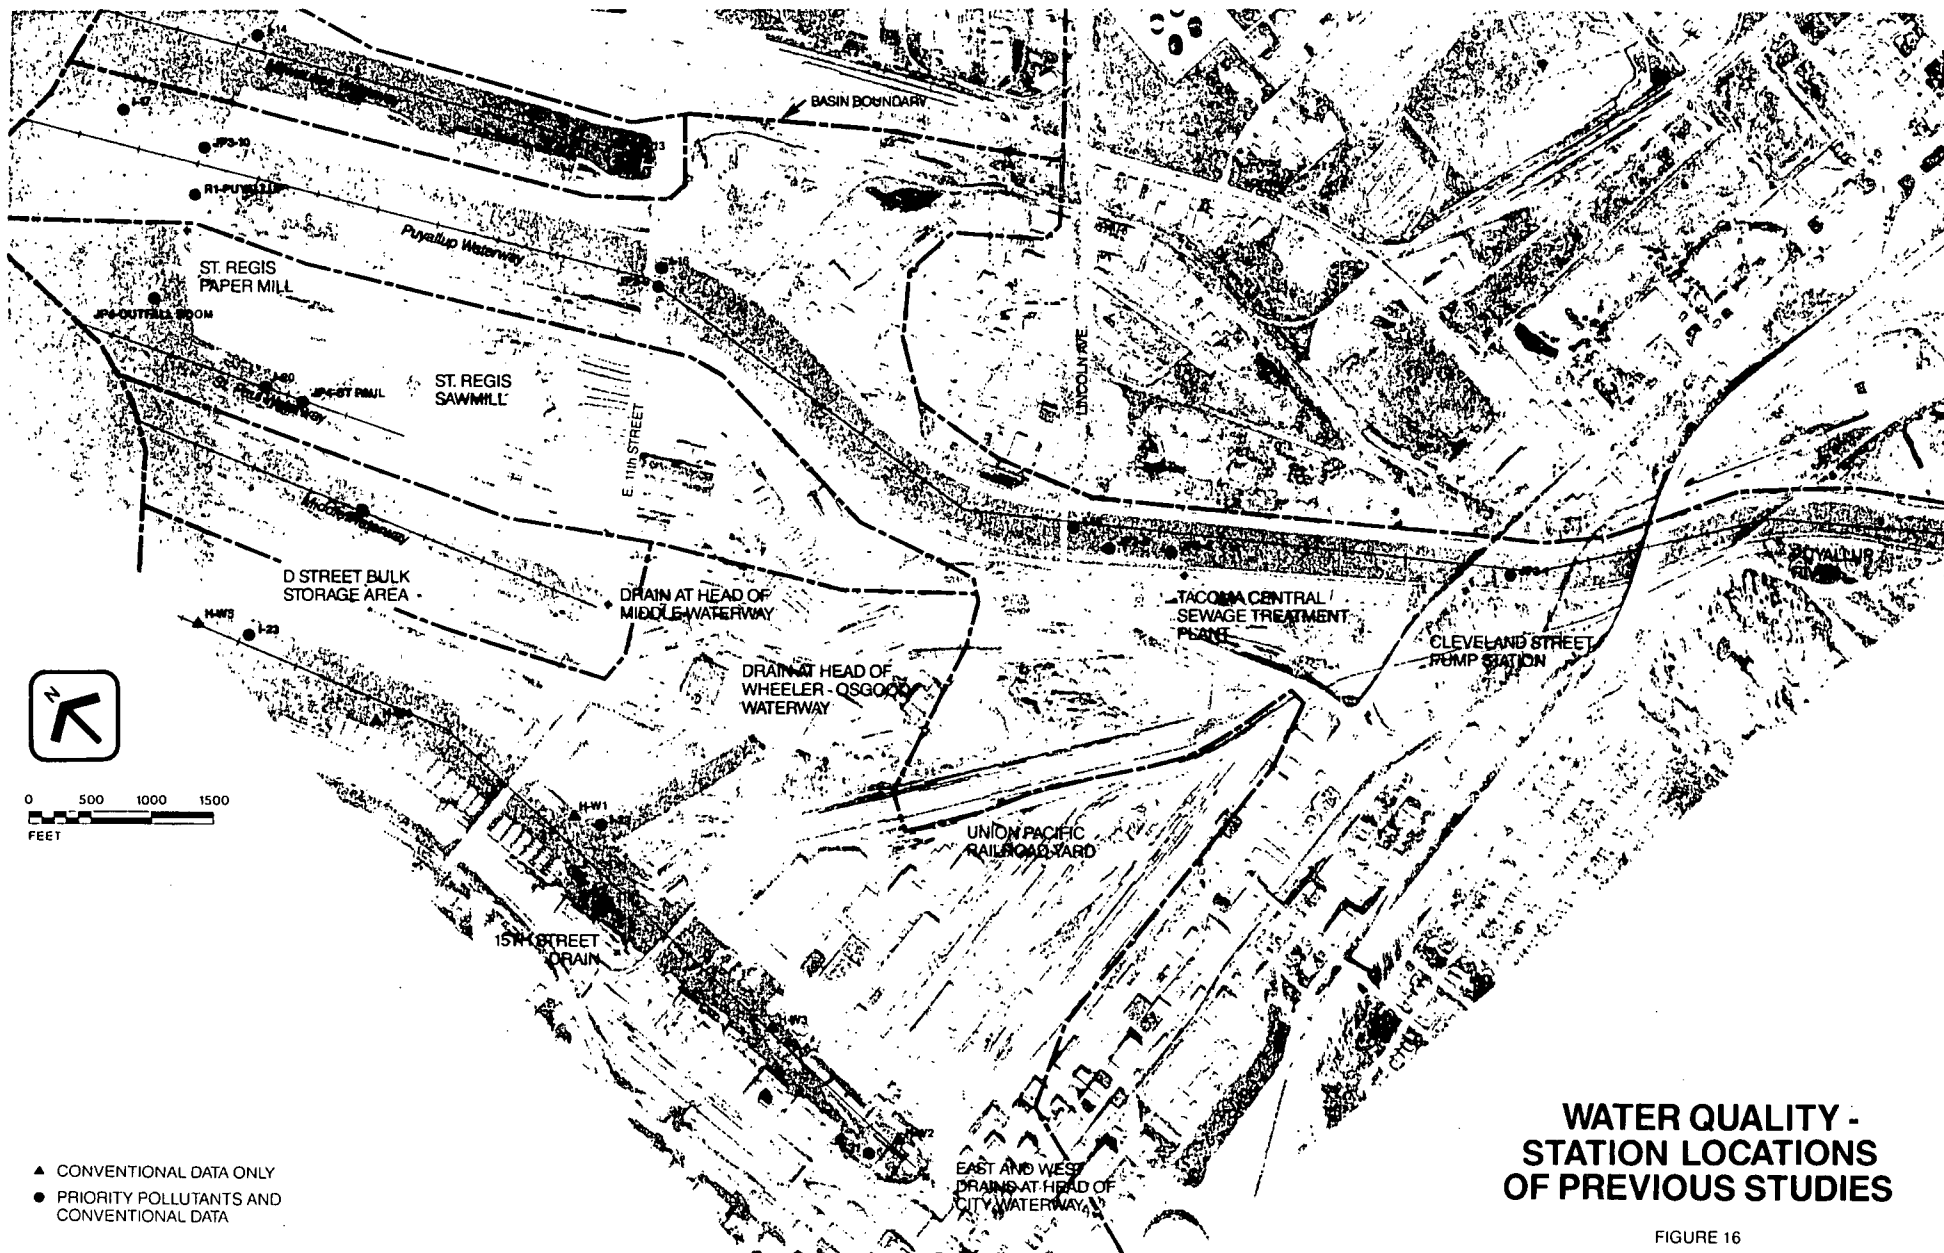 BASIN BOUNDARY
I-17
JP3-10
Puyallup Waterway
ST. REGIS
PAPER MILL
JP4-ST PAUL
ST. REGIS
SAWMILL
E. 11th STREET
LINCOLN AVE.
Middle Waterway
D STREET BULK
STORAGE AREA
DRAIN AT HEAD OF
MIDDLE WATERWAY
TACOMA CENTRAL
SEWAGE TREATMENT
PLANT
PUYALLUP
RIVER
CLEVELAND STREET
PUMP STATION
I-23
DRAIN AT HEAD OF
WHEELER - OSGOOD
WATERWAY
N
0 500 1000 1500
FEET
H-W1
UNION PACIFIC
RAILROAD YARD
15TH STREET
DRAIN
H-W3
EAST AND WEST
DRAINS AT HEAD OF
CITY WATERWAY
CONVENTIONAL DATA ONLY
PRIORITY POLLUTANTS AND
CONVENTIONAL DATA
WATER QUALITY -
STATION LOCATIONS
OF PREVIOUS STUDIES
FIGURE 16